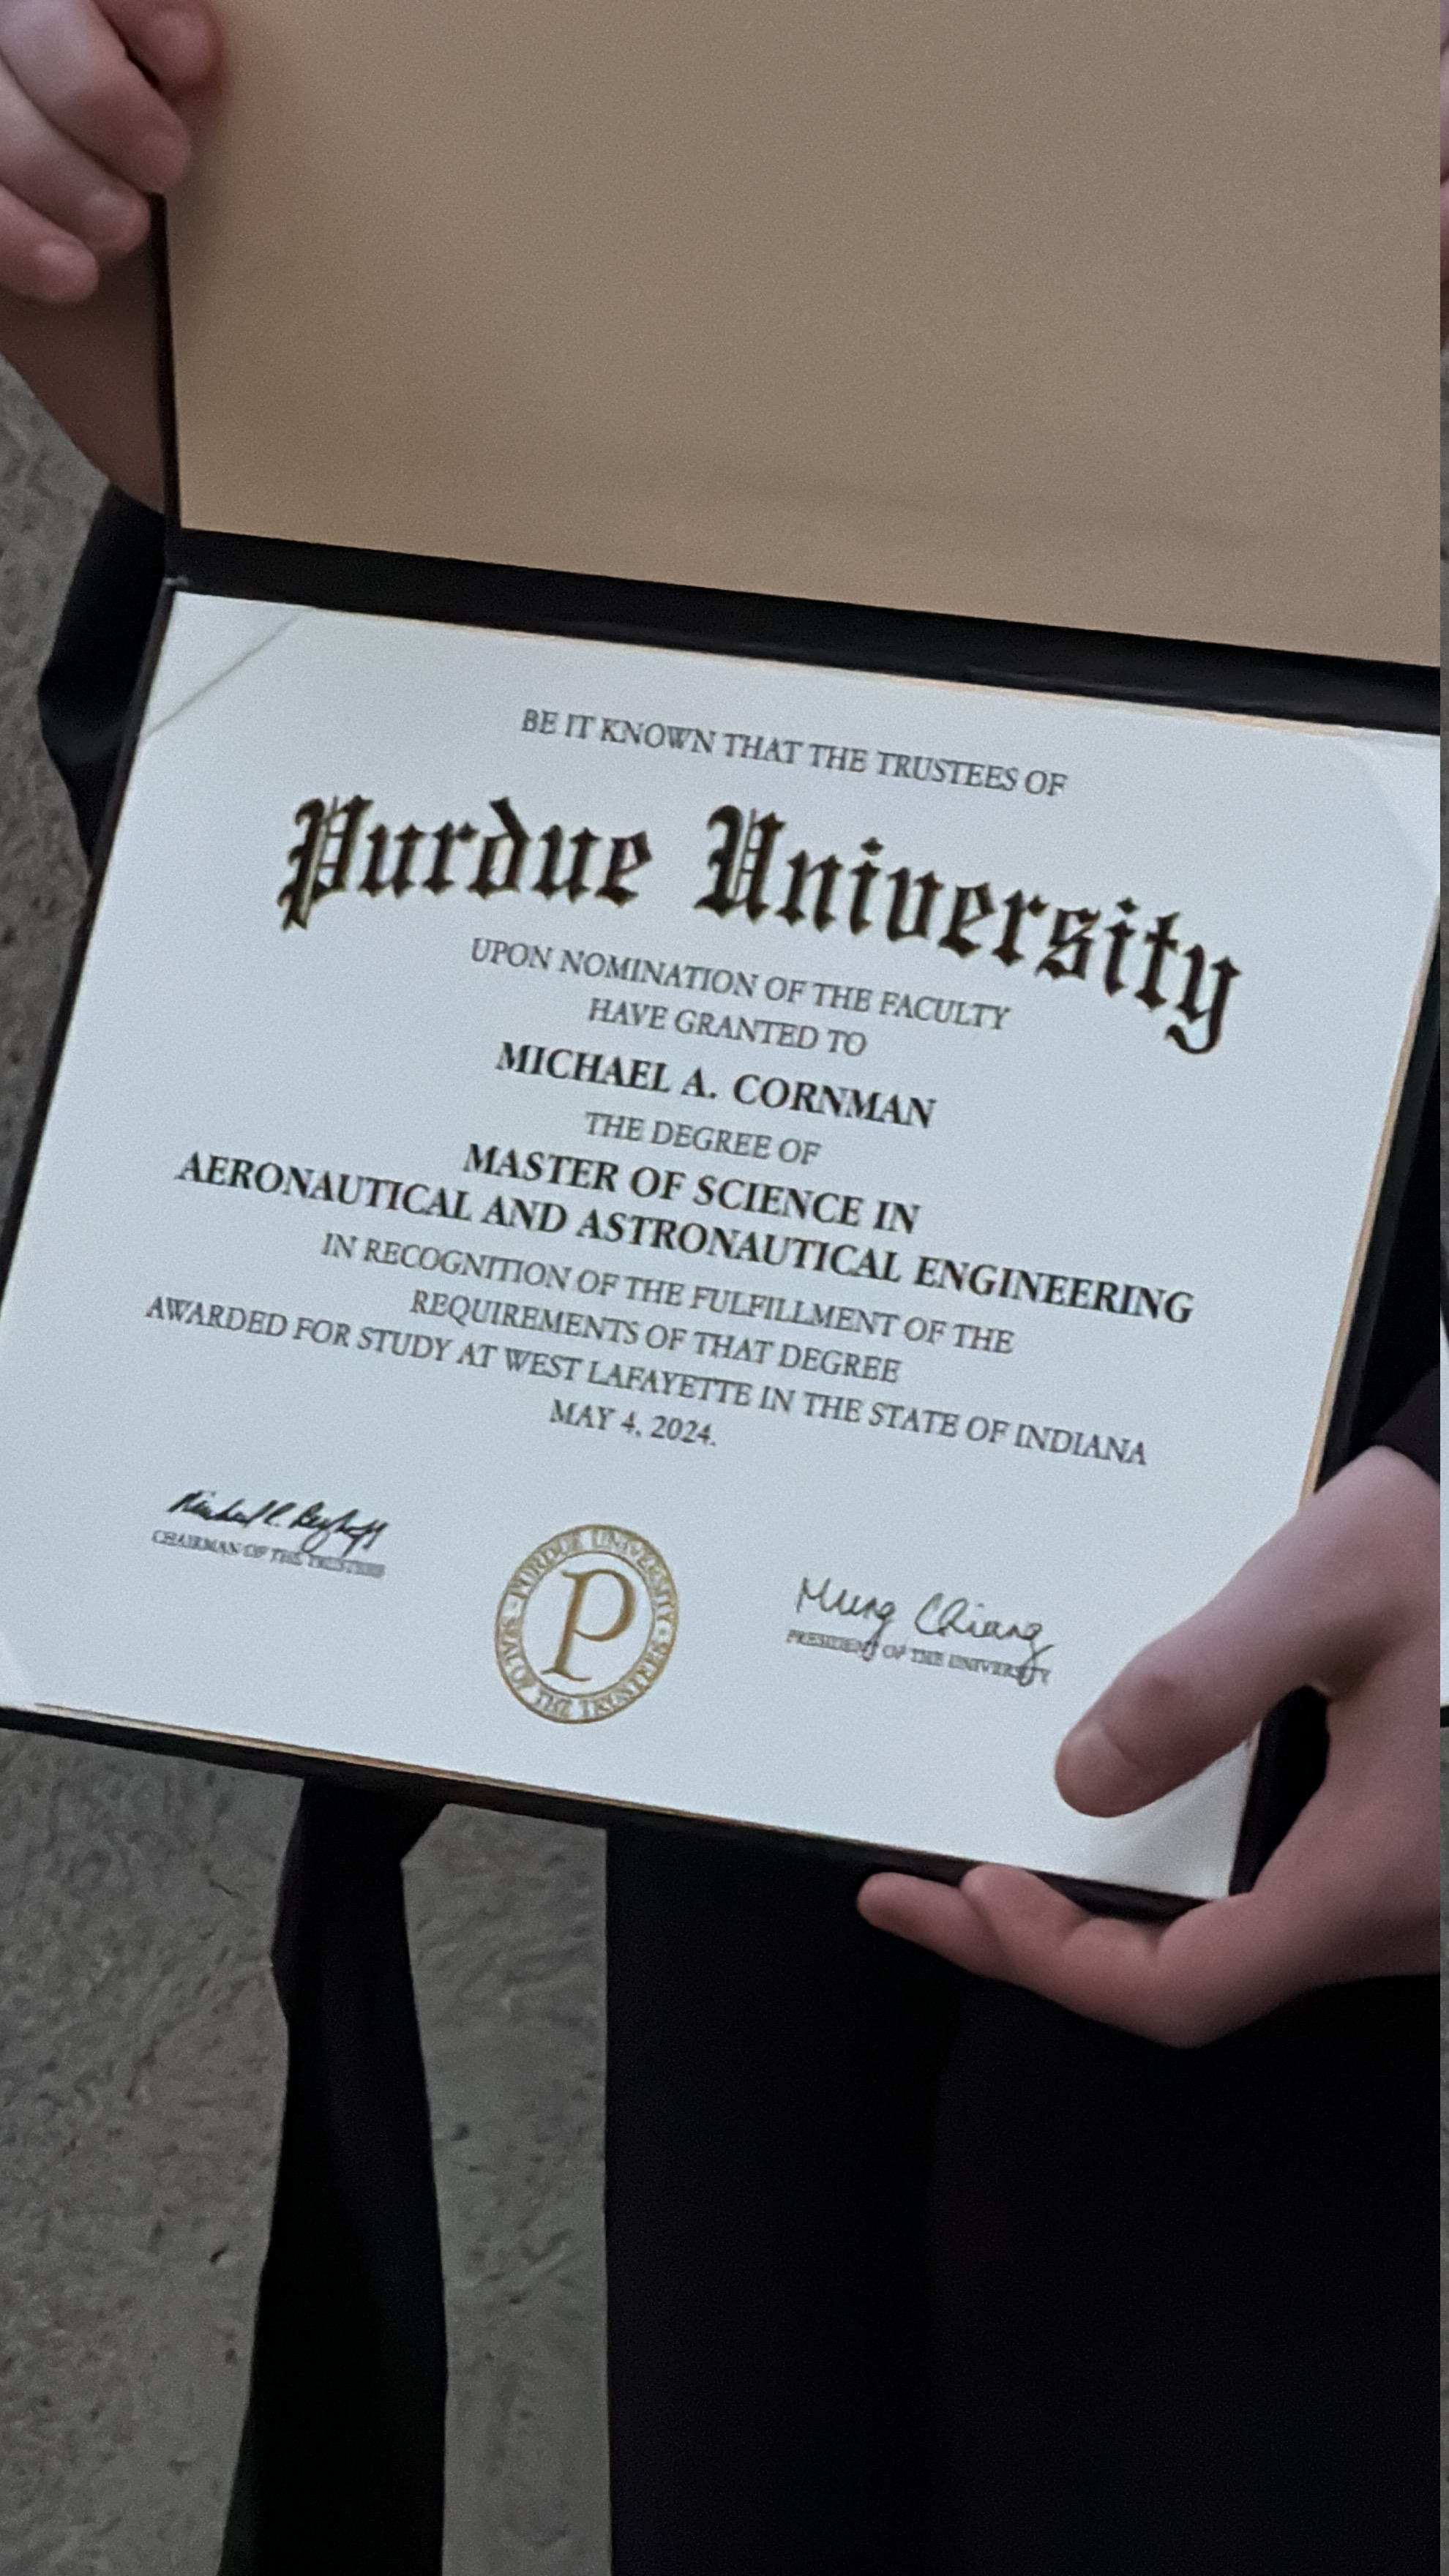 BE IT KNOWN THAT THE TRUSTEES OF
Purdue University
UPON NOMINATION OF THE FACULTY
HAVE GRANTED TO
MICHAEL A. CORNMAN
THE DEGREE OF
MASTER OF SCIENCE IN
AERONAUTICAL AND ASTRONAUTICAL ENGINEERING
IN RECOGNITION OF THE FULFILLMENT OF THE
REQUIREMENTS OF THAT DEGREE
AWARDED FOR STUDY AT WEST LAFAYETTE IN THE STATE OF INDIANA
MAY 4, 2024.
CHAIRMAN OF THE TRUSTEES
PURDUE UNIVERSITY
P
SEAL OF THE TRUSTEES
Mung Chiang
PRESIDENT OF THE UNIVERSITY